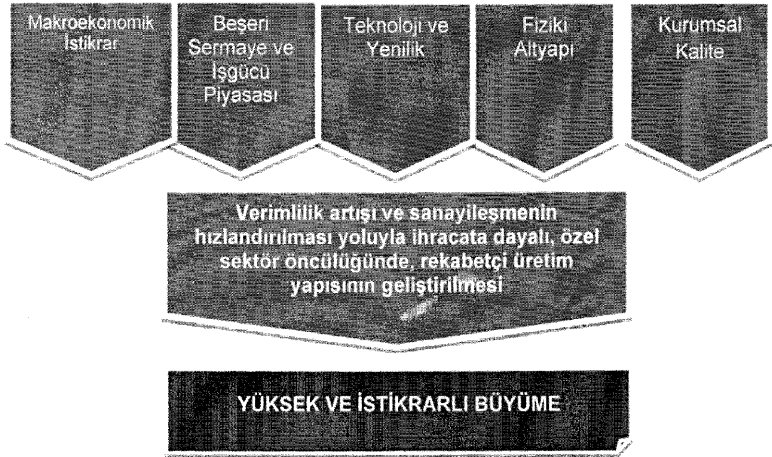 Makroekonomik
İstikrar
Beşeri
Sermaye ve
İşgücü
Piyasası
Teknoloji ve
Yenilik
Fiziki
Altyapı
Kurumsal
Kalite
Verimlilik artışı ve sanayileşmenin
hızlandırılması yoluyla ihracata dayalı, özel
sektör öncülüğünde, rekabetçi üretim
yapısının geliştirilmesi
YÜKSEK VE İSTİKRARLI BÜYÜME